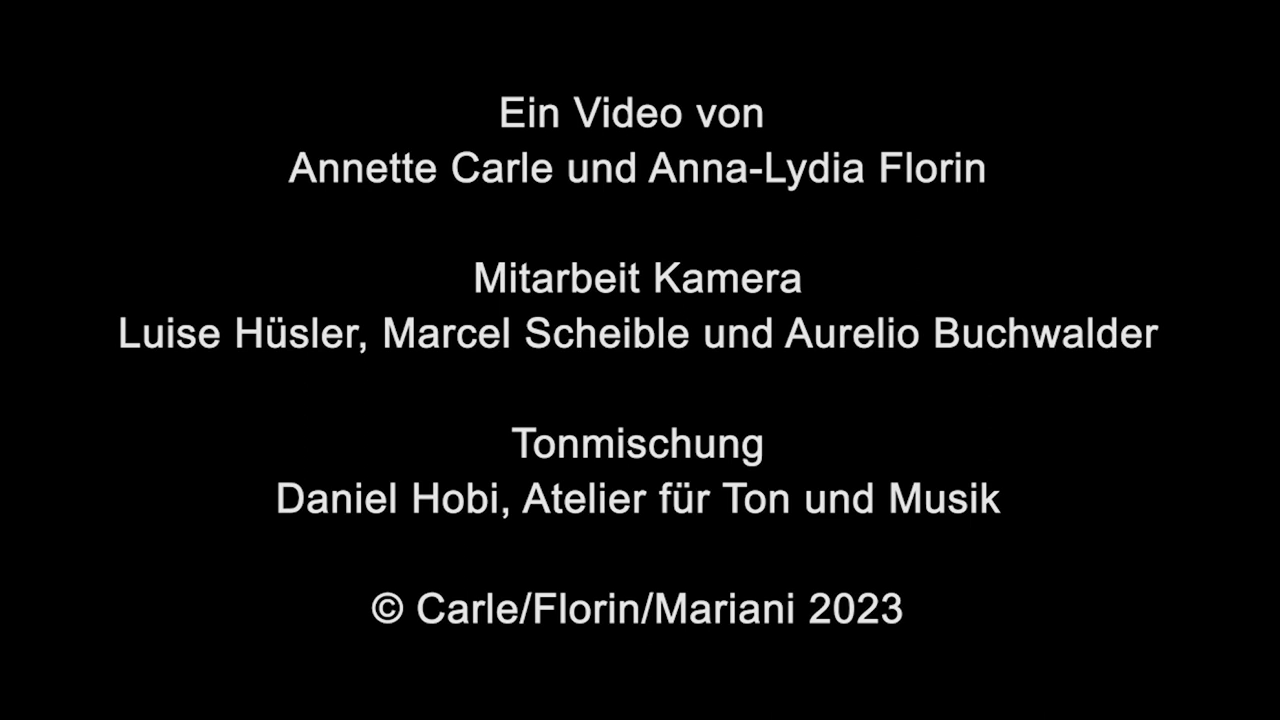 Ein Video von
Annette Carle und Anna-Lydia Florin
Mitarbeit Kamera
Luise Hüsler, Marcel Scheible und Aurelio Buchwalder
Tonmischung
Daniel Hobi, Atelier für Ton und Musik
© Carle/Florin/Mariani 2023